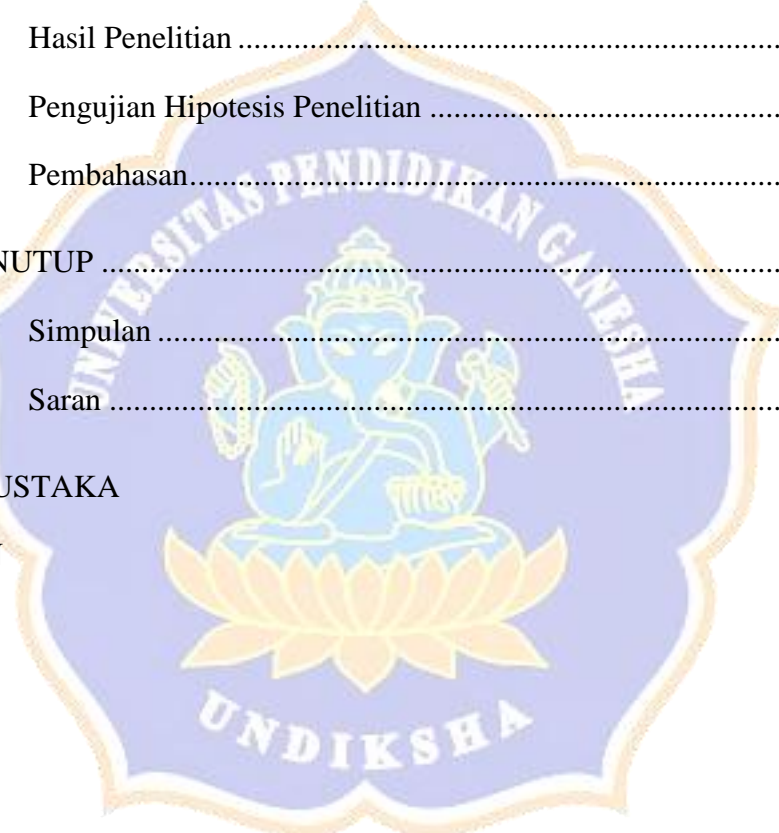 Hasil Penelitian ....................................................................
Pengujian Hipotesis Penelitian ............................................
Pembahasan..........................................................................
NUTUP ....................................................................................
Simpulan ..............................................................................
Saran ....................................................................................
USTAKA
UNIVERSITAS PENDIDIKAN GANESHA
UNDIKSHA